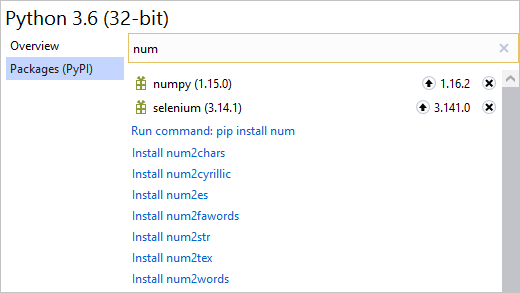 Python 3.6 (32-bit)
Overview
Packages (PyPI)
num
numpy (1.15.0) 1.16.2
selenium (3.14.1) 3.141.0
Run command: pip install num
Install num2chars
Install num2cyrillic
Install num2es
Install num2fawords
Install num2str
Install num2tex
Install num2words